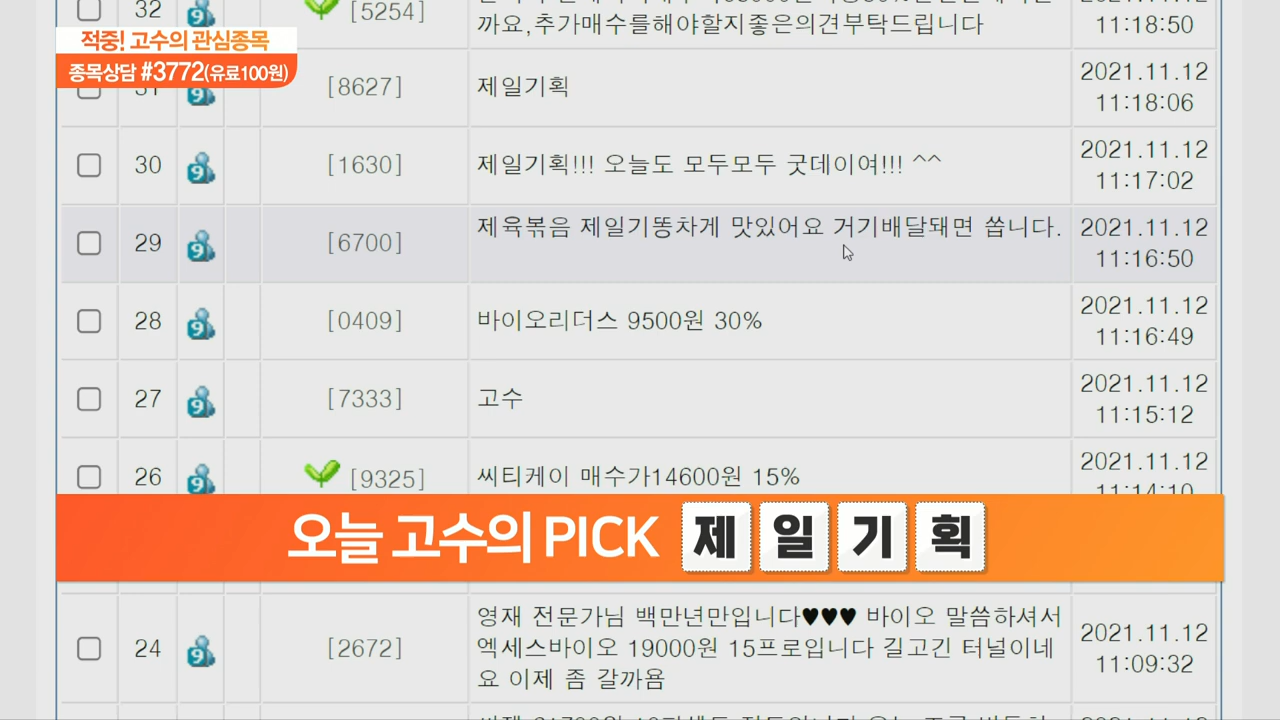 적중! 고수의 관심종목
종목상담 #3772(유료100원)
32 [5254]
까요,추가매수를해야할지좋은의견부탁드립니다
11:18:50
[8627] 제일기획 2021.11.12
11:18:06
30 [1630] 제일기획!!! 오늘도 모두모두 굿데이여!!! ^^ 2021.11.12
11:17:02
29 [6700] 제육볶음 제일기똥차게 맛있어요 거기배달돼면 쏩니다. 2021.11.12
11:16:50
28 [0409] 바이오리더스 9500원 30% 2021.11.12
11:16:49
27 [7333] 고수 2021.11.12
11:15:12
26 [9325] 씨티케이 매수가14600원 15% 2021.11.12
오늘 고수의 PICK 제일기획
24 [2672] 영재 전문가님 백만년만입니다♥♥♥ 바이오 말씀하셔서
엑세스바이오 19000원 15프로입니다 길고긴 터널이네
요 이제 좀 갈까욤
2021.11.12
11:09:32